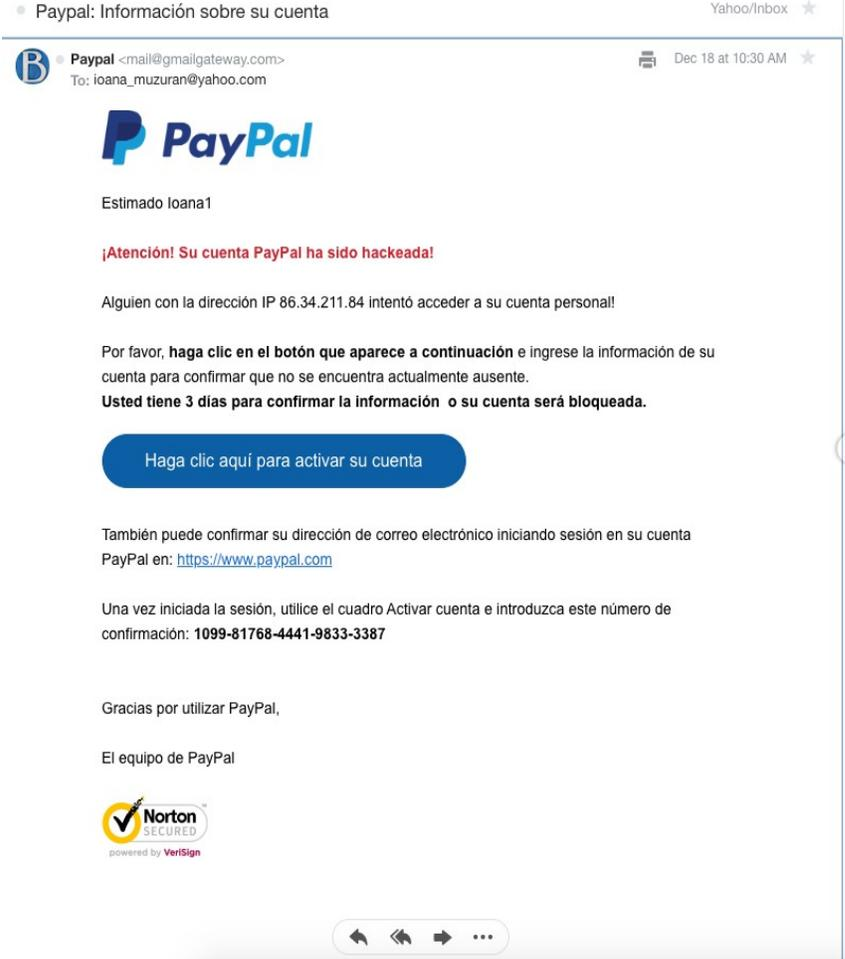 Paypal: Información sobre su cuenta
Yahoo/Inbox
B
Paypal <mail@gmailgateway.com>
Dec 18 at 10:30 AM
To: ioana_muzuran@yahoo.com
PayPal
Estimado Ioana1
¡Atención! Su cuenta PayPal ha sido hackeada!
Alguien con la dirección IP 86.34.211.84 intentó acceder a su cuenta personal!
Por favor, haga clic en el botón que aparece a continuación e ingrese la información de su
cuenta para confirmar que no se encuentra actualmente ausente.
Usted tiene 3 días para confirmar la información o su cuenta será bloqueada.
Haga clic aquí para activar su cuenta
También puede confirmar su dirección de correo electrónico iniciando sesión en su cuenta
PayPal en: https://www.paypal.com
Una vez iniciada la sesión, utilice el cuadro Activar cuenta e introduzca este número de
confirmación: 1099-81768-4441-9833-3387
Gracias por utilizar PayPal,
El equipo de PayPal
Norton
SECURED
powered by VeriSign